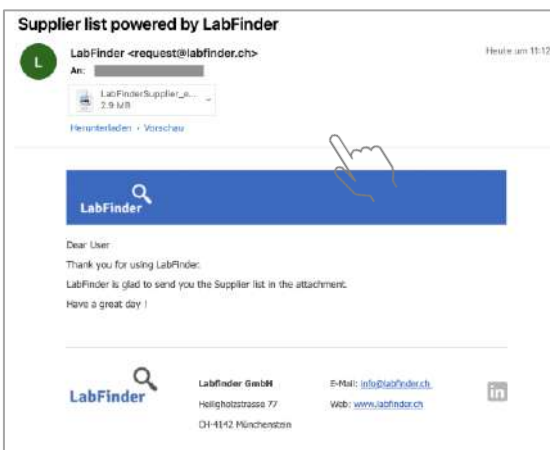 Supplier list powered by LabFinder
L
LabFinder <request@labfinder.ch>
Heute um 11:12
An:
LabFinderSupplier_e...
2.9 MB
Herunterladen • Vorschau
LabFinder
Dear User
Thank you for using LabFinder.
LabFinder is glad to send you the Supplier list in the attachment.
Have a great day !
LabFinder
Labfinder GmbH
Heiligholzstrasse 77
CH-4142 Münchenstein
E-Mail: info@labfinder.ch
Web: www.labfinder.ch
in